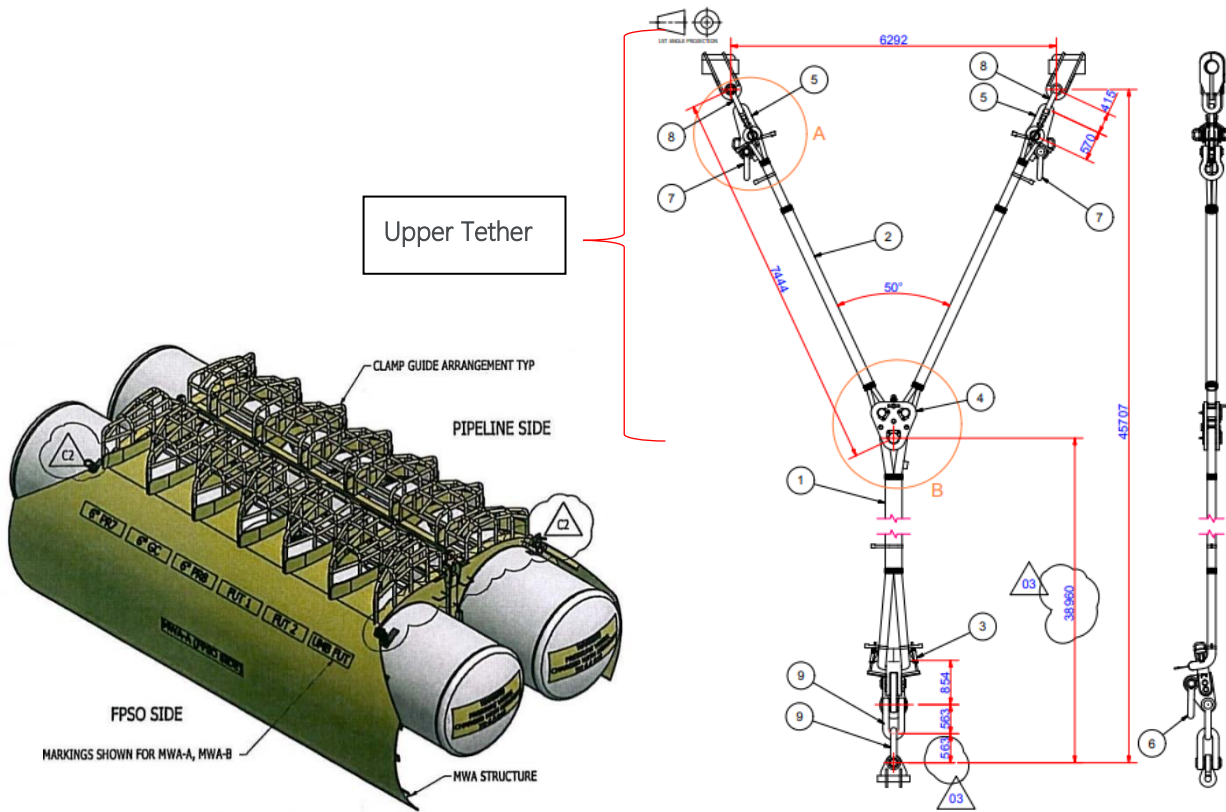 1ST ANGLE PROJECTION
6292
8
5
8
5
415
570
A
7
7
Upper Tether
2
7444
50°
CLAMP GUIDE ARRANGEMENT TYP
PIPELINE SIDE
4
45707
C2
C2
B
1
6" PR7
6" GC
6" PR8
FUT 1
FUT 2
UMB FUT
03
38960
3
854
9
563
9
563
6
FPSO SIDE
MARKINGS SHOWN FOR MWA-A, MWA-B
MWA STRUCTURE
03